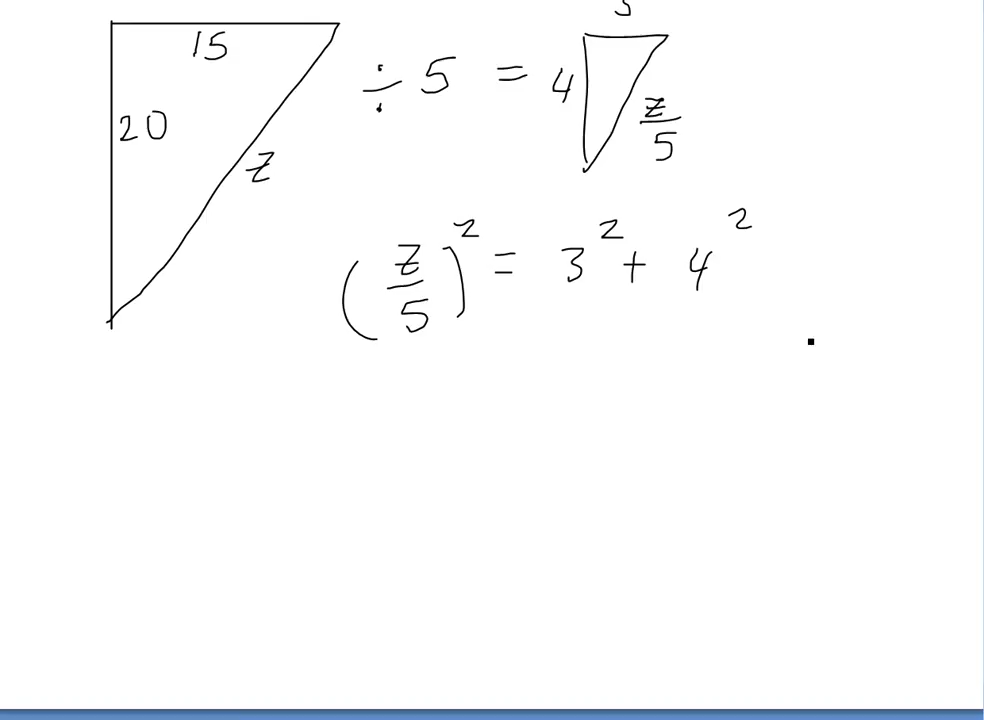 15
20
z
÷ 5 = 4
z/5
(z/5)² = 3² + 4²